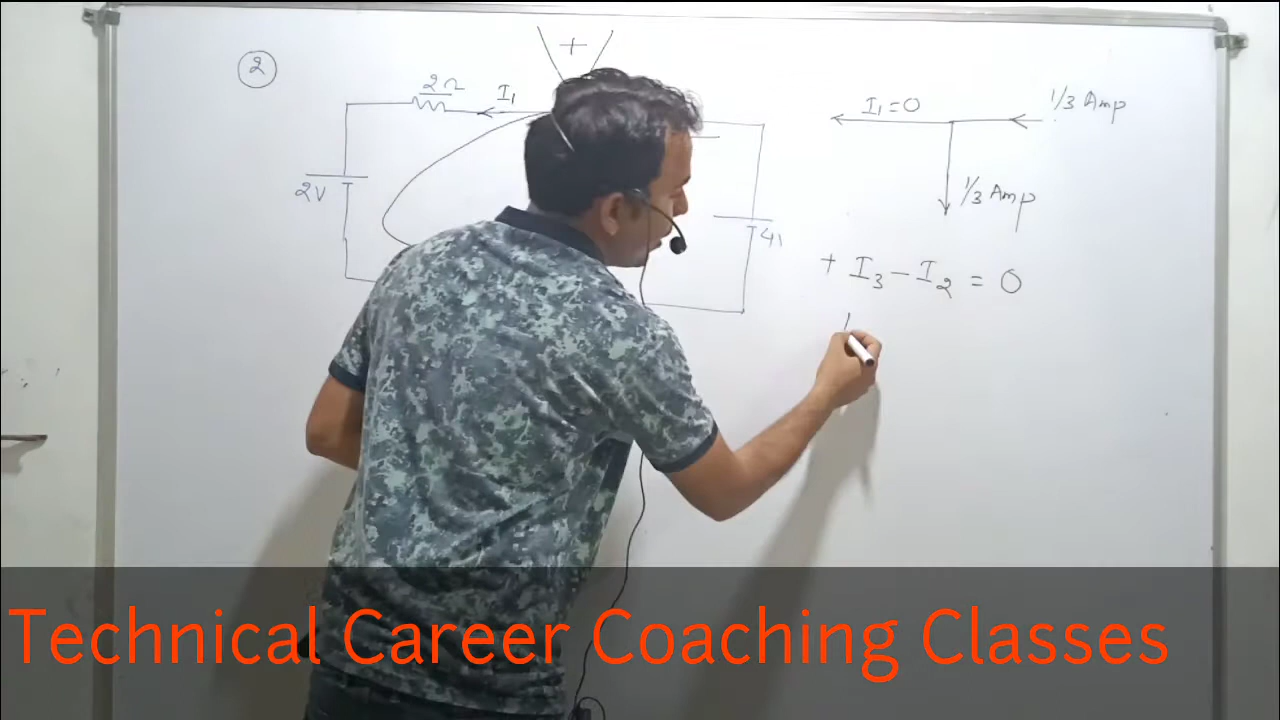 2
+
2Ω
I₁
2V
I₁=0
1/3 Amp
1/3 Amp
+ I₃ - I₂ = 0
Technical Career Coaching Classes